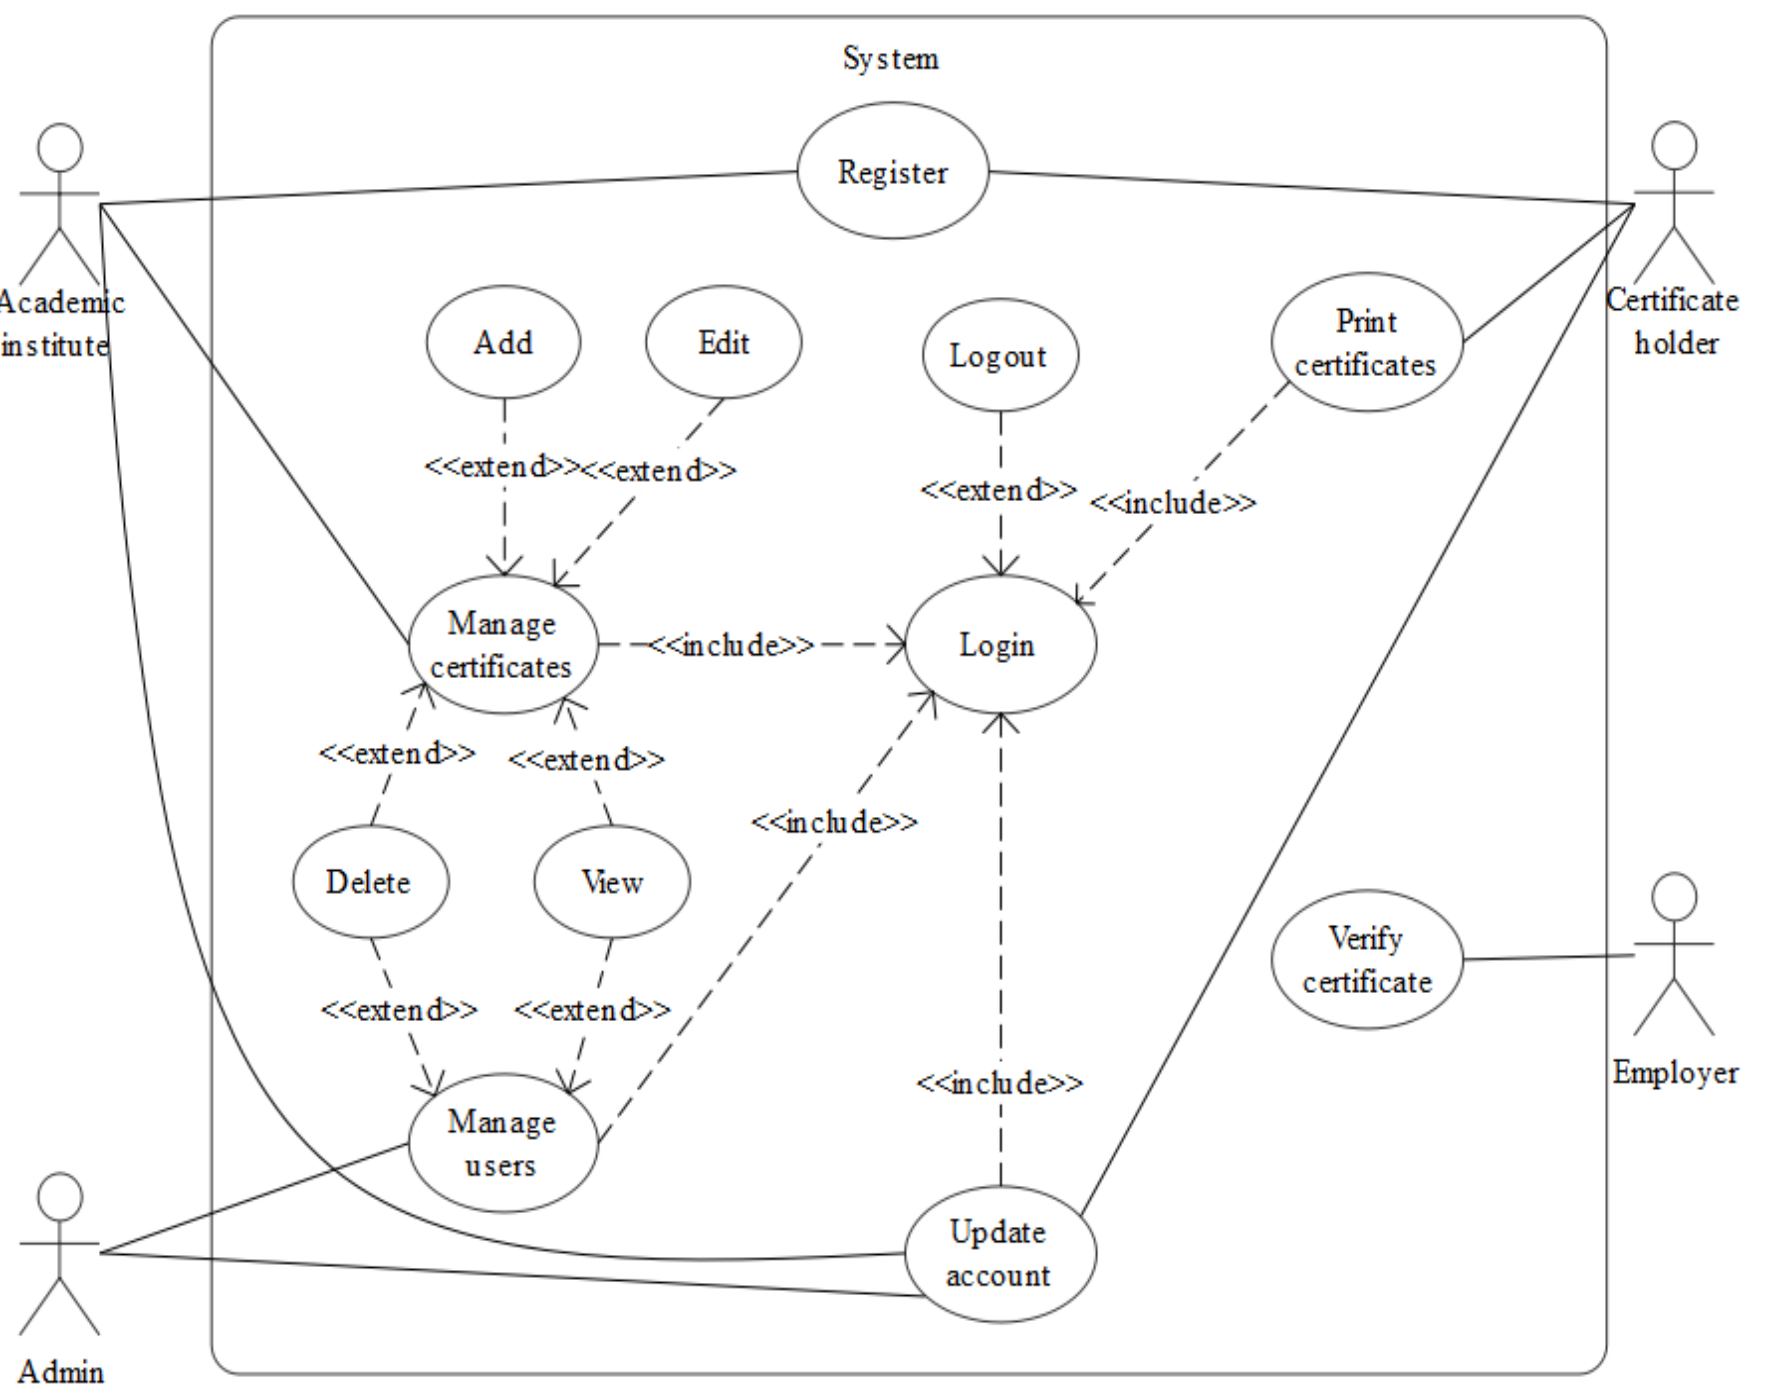 System
Register
Academic
institute
Certificate
holder
Add
Edit
Logout
Print
certificates
<<extend>>
<<extend>>
<<extend>>
<<include>>
Manage
certificates
<<include>>
Login
<<extend>>
<<extend>>
<<include>>
Delete
View
Verify
certificate
<<extend>>
<<extend>>
Employer
<<include>>
Manage
users
Update
account
Admin